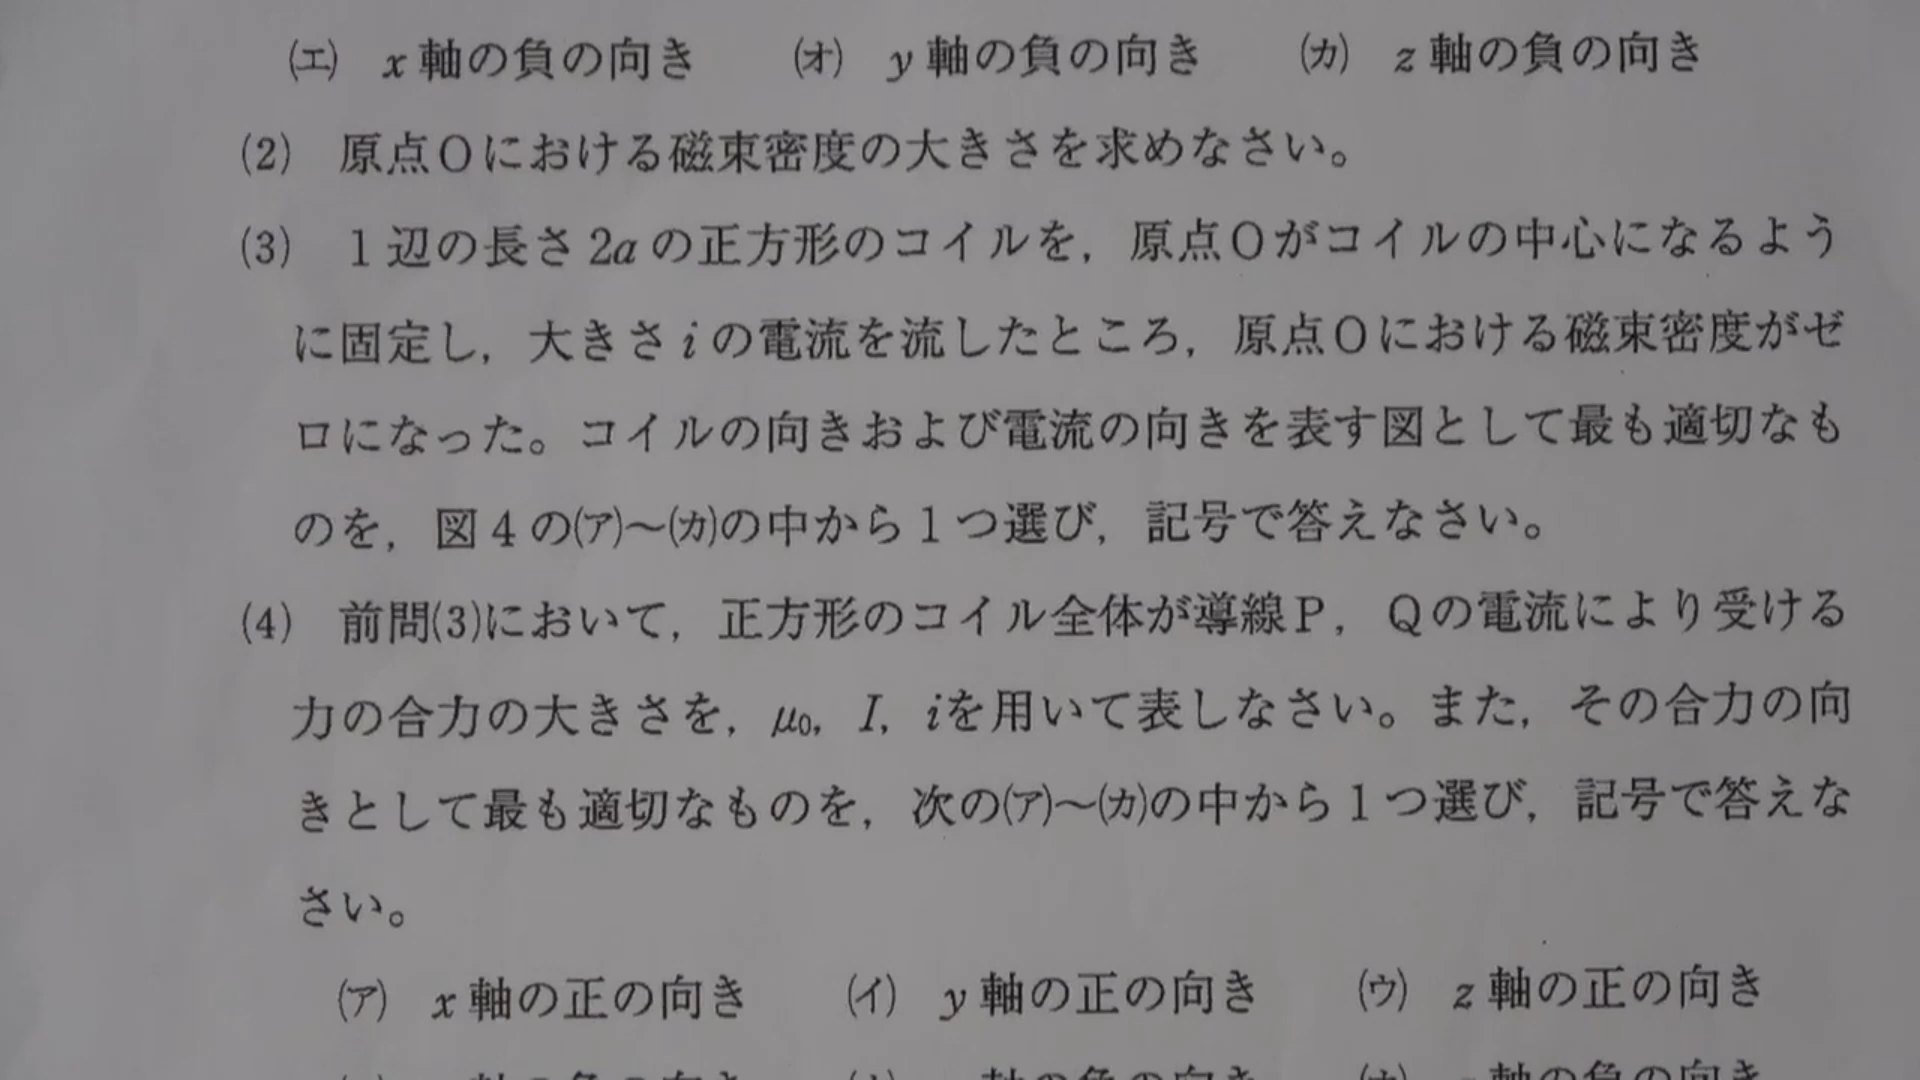 (エ) x軸の負の向き (オ) y軸の負の向き (カ) z軸の負の向き
(2) 原点Oにおける磁束密度の大きさを求めなさい。
(3) 1辺の長さ2aの正方形のコイルを，原点Oがコイルの中心になるよう
に固定し，大きさiの電流を流したところ，原点Oにおける磁束密度がゼ
ロになった。コイルの向きおよび電流の向きを表す図として最も適切なも
のを，図4の(ア)～(カ)の中から1つ選び，記号で答えなさい。
(4) 前問(3)において，正方形のコイル全体が導線P，Qの電流により受ける
力の合力の大きさを，μ0，I，iを用いて表しなさい。また，その合力の向
きとして最も適切なものを，次の(ア)～(カ)の中から1つ選び，記号で答えな
さい。
(ア) x軸の正の向き (イ) y軸の正の向き (ウ) z軸の正の向き